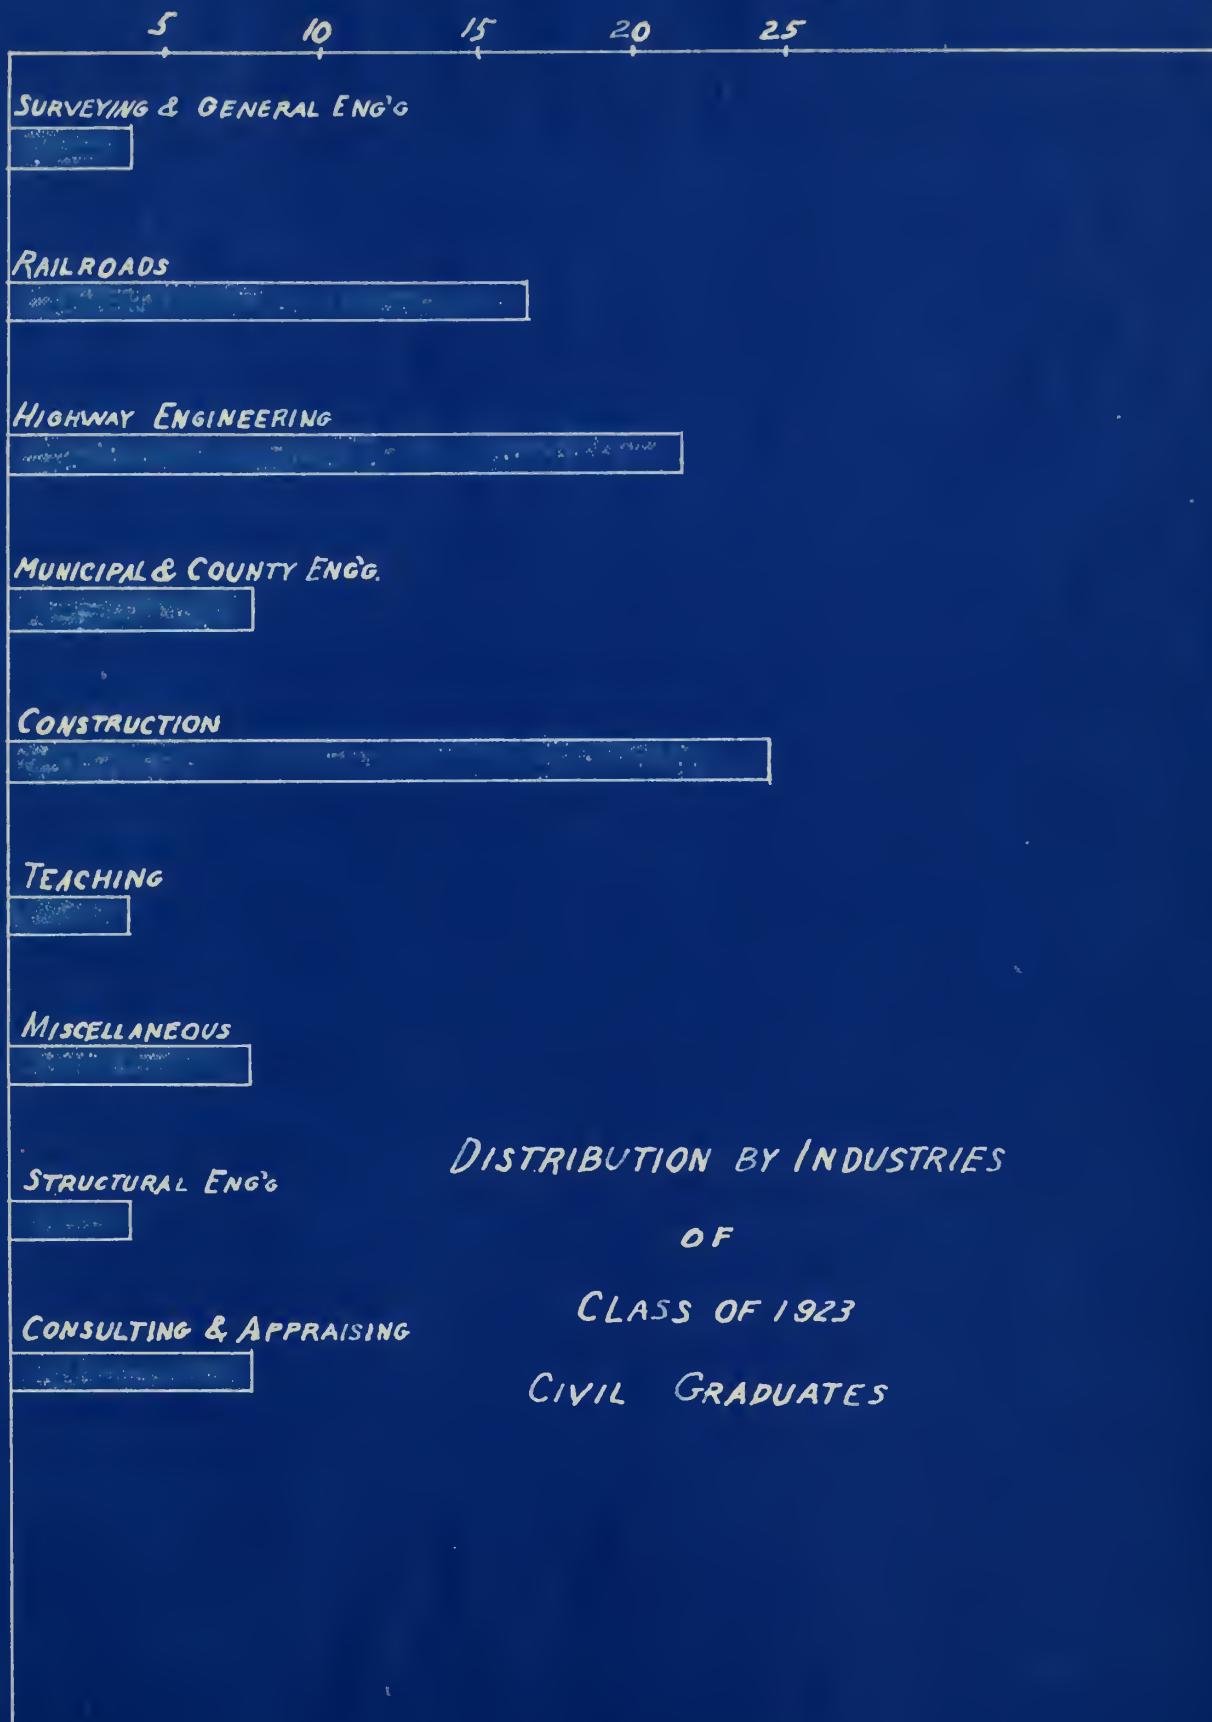 5 10 15 20 25
SURVEYING & GENERAL ENG'G
RAILROADS
HIGHWAY ENGINEERING
MUNICIPAL & COUNTY ENG'G.
CONSTRUCTION
TEACHING
MISCELLANEOUS
STRUCTURAL ENG'G
CONSULTING & APPRAISING
DISTRIBUTION BY INDUSTRIES
OF
CLASS OF 1923
CIVIL GRADUATES